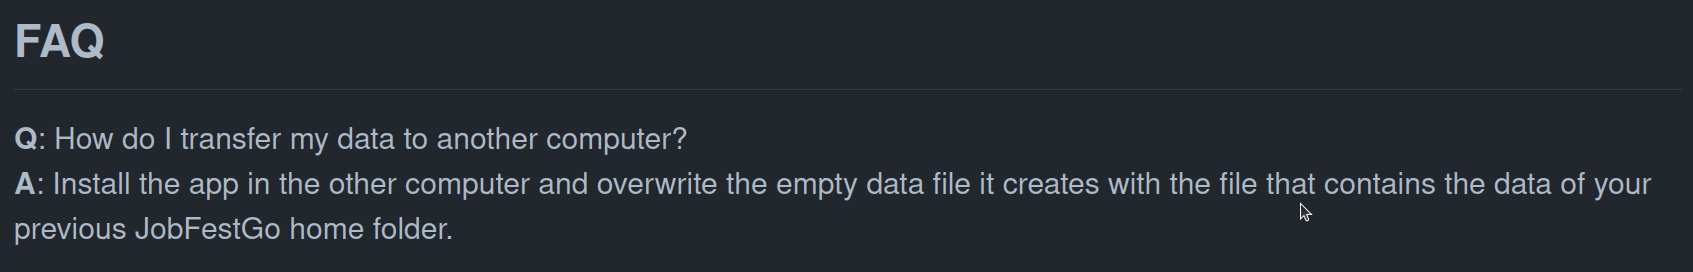 FAQ
Q: How do I transfer my data to another computer?
A: Install the app in the other computer and overwrite the empty data file it creates with the file that contains the data of your
previous JobFestGo home folder.